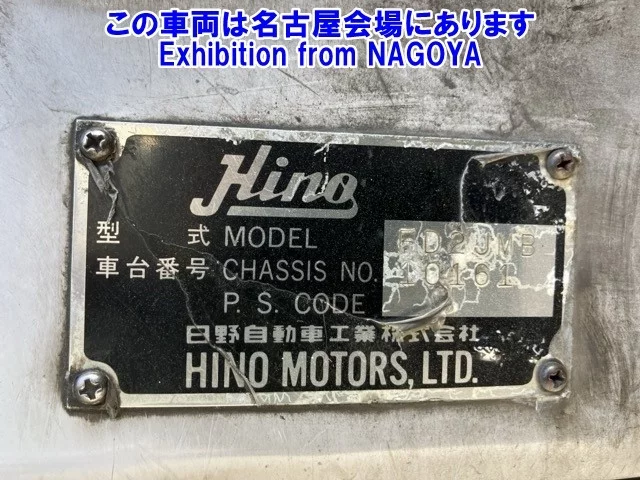 この車両は名古屋会場にあります
Exhibition from NAGOYA
Hino
型式 MODEL FD2JMB
車台番号 CHASSIS NO. 10161
P. S. CODE
日野自動車工業株式会社
HINO MOTORS, LTD.